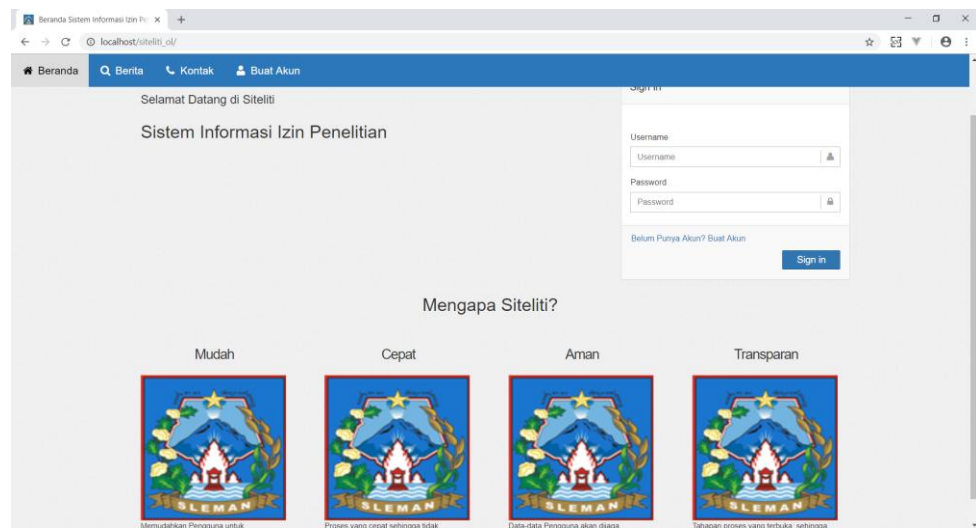 Beranda Sistem Informasi Izin Pe
localhost/siteliti_ol/
Beranda
Berita
Kontak
Buat Akun
Selamat Datang di Siteliti
Sistem Informasi Izin Penelitian
Sign In
Username
Username
Password
Password
Belum Punya Akun? Buat Akun
Sign in
Mengapa Siteliti?
Mudah
Cepat
Aman
Transparan
SLEMAN
SLEMAN
SLEMAN
SLEMAN
Memudahkan Pengguna untuk
Proses yang cepat sehingga tidak
Data-data Pengguna akan dijaga
Tahapan proses yang terbuka, sehingga